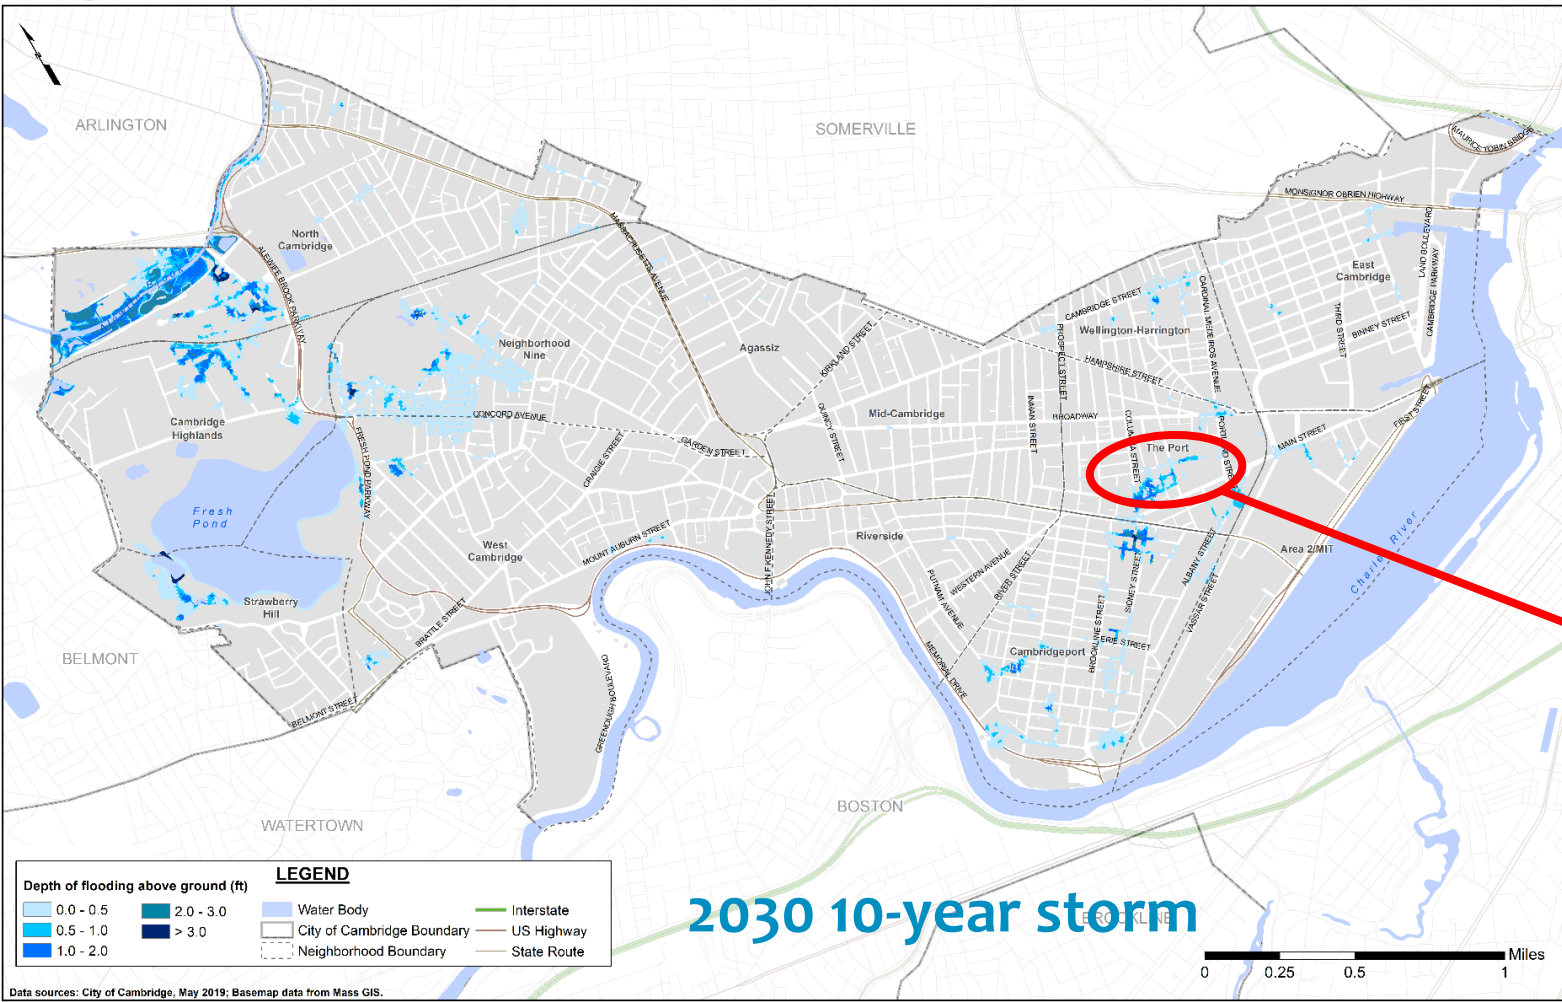 ARLINGTON
SOMERVILLE
MAURICE TOBIN BRIDGE
MONSIGNOR OBRIEN HIGHWAY
North
Cambridge
MASSACHUSETTS AVENUE
ALEWIFE BROOK PARKWAY
LAND BOULEVARD
CAMBRIDGE PARKWAY
East
Cambridge
CAMBRIDGE STREET
CARDINAL MEDEIROS AVENUE
THIRD STREET
BINNEY STREET
Wellington-Harrington
PROSPECT STREET
HAMPSHIRE STREET
Neighborhood
Nine
Agassiz
KIRKLAND STREET
Cambridge
Highlands
CONCORD AVENUE
Mid-Cambridge
QUINCY STREET
INMAN STREET
BROADWAY
COLUMBIA STREET
PORTLAND STREET
FIRST STREET
MAIN STREET
The Port
FRESH POND PARKWAY
CRAIGIE STREET
GARDEN STREET
Fresh
Pond
West
Cambridge
MOUNT AUBURN STREET
JOHN F KENNEDY STREET
Riverside
WESTERN AVENUE
RIVER STREET
PUTNAM AVENUE
SIDNEY STREET
ALBANY STREET
VASSAR STREET
Area 2/MIT
Charles River
Strawberry
Hill
BRATTLE STREET
BELMONT
BELMONT STREET
GREENOUGH BOULEVARD
MEMORIAL DRIVE
Cambridgeport
BROOKLINE STREET
ERIE STREET
WATERTOWN
BOSTON
BROOKLINE
2030 10-year storm
LEGEND
Depth of flooding above ground (ft)
0.0 - 0.5
0.5 - 1.0
1.0 - 2.0
2.0 - 3.0
> 3.0
Water Body
City of Cambridge Boundary
Neighborhood Boundary
Interstate
US Highway
State Route
Miles
0 0.25 0.5 1
Data sources: City of Cambridge, May 2019; Basemap data from Mass GIS.